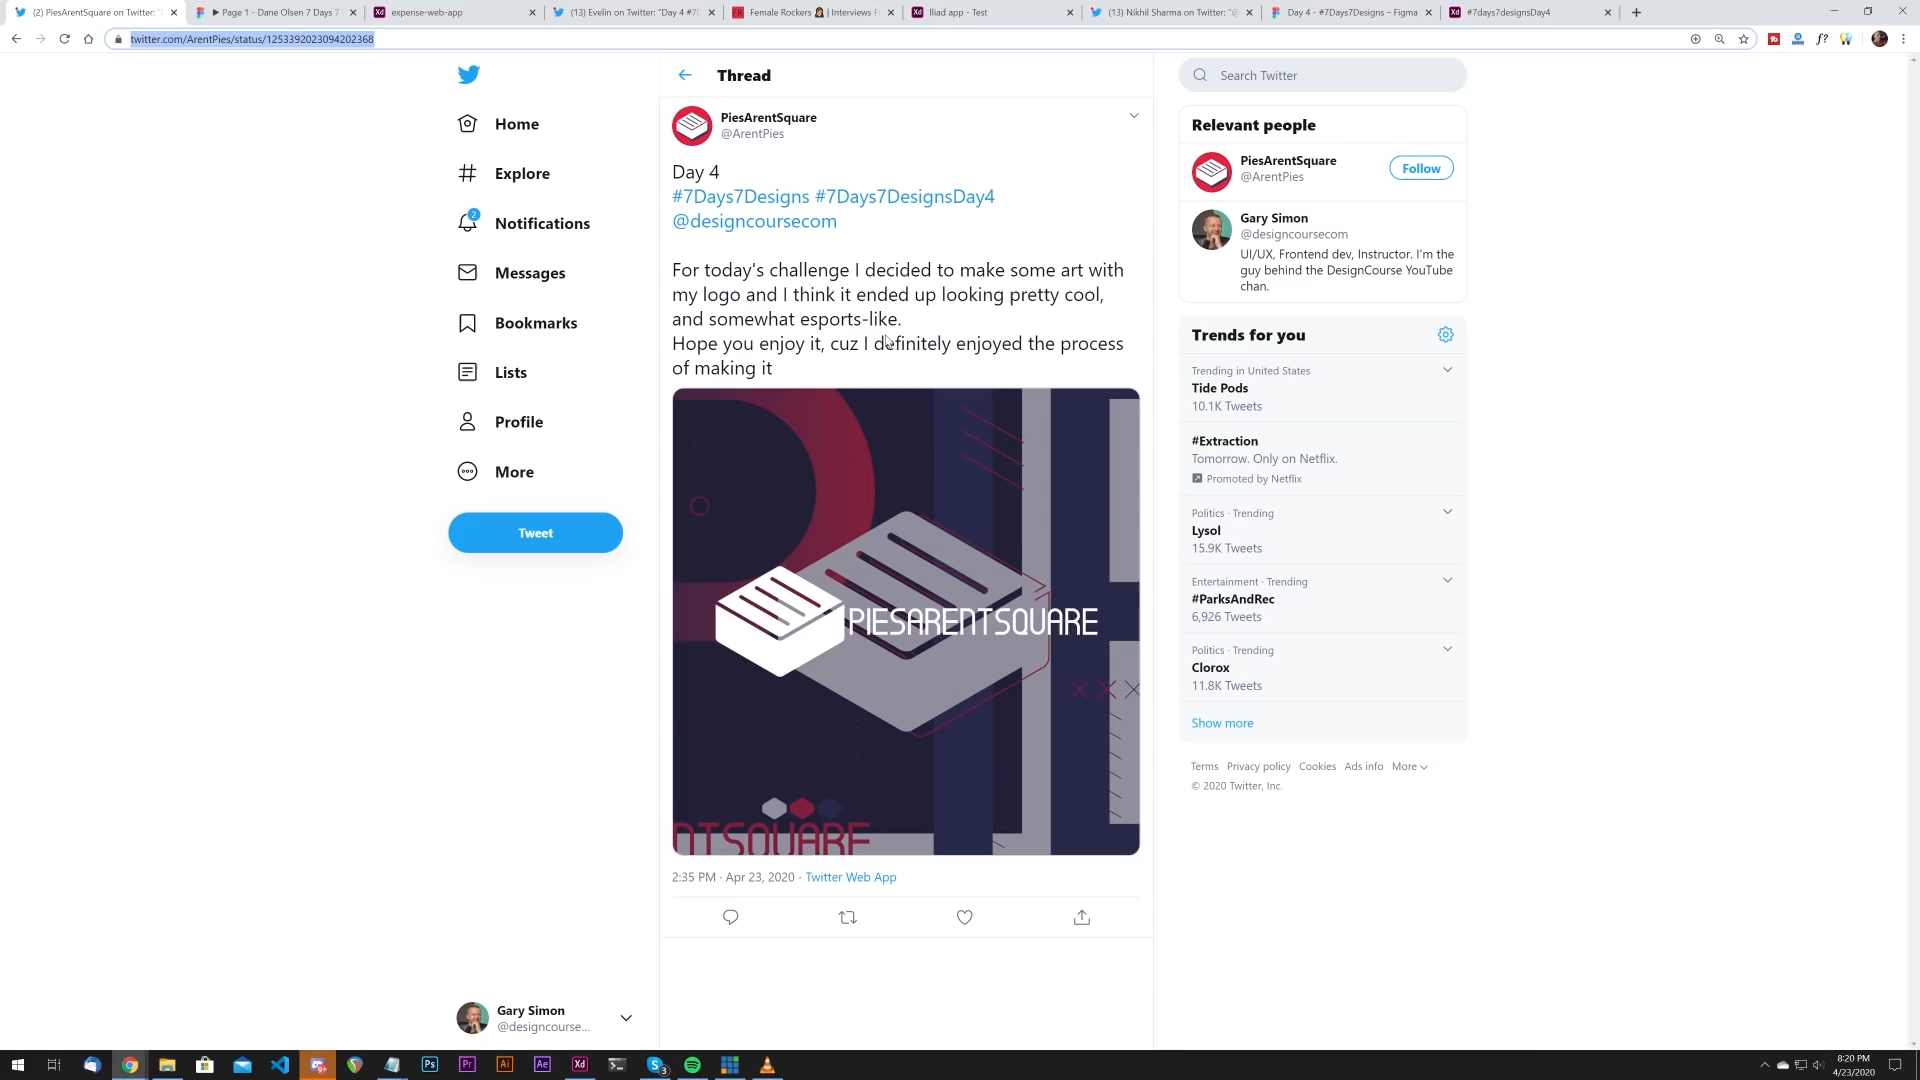 (2) PiesArentSquare on Twitter: "
▶ Page 1 - Dane Olsen 7 Days 7
expense-web-app
(13) Evelin on Twitter: "Day 4 #7
Female Rockers 👩‍🎤 | Interviews F
Iliad app - Test
(13) Nikhil Sharma on Twitter: "@
Day 4 - #7Days7Designs – Figma
#7days7designsDay4
twitter.com/ArentPies/status/1253392023094202368
Thread
Search Twitter
Home
Explore
2
Notifications
Messages
Bookmarks
Lists
Profile
More
Tweet
PiesArentSquare
@ArentPies
Day 4
#7Days7Designs #7Days7DesignsDay4
@designcoursecom
For today's challenge I decided to make some art with
my logo and I think it ended up looking pretty cool,
and somewhat esports-like.
Hope you enjoy it, cuz I definitely enjoyed the process
of making it
PIESARENTSQUARE
NTSQUARE
2:35 PM · Apr 23, 2020 · Twitter Web App
Relevant people
PiesArentSquare
@ArentPies
Follow
Gary Simon
@designcoursecom
UI/UX, Frontend dev, Instructor. I'm the
guy behind the DesignCourse YouTube
chan.
Trends for you
Trending in United States
Tide Pods
10.1K Tweets
#Extraction
Tomorrow. Only on Netflix.
Promoted by Netflix
Politics · Trending
Lysol
15.9K Tweets
Entertainment · Trending
#ParksAndRec
6,926 Tweets
Politics · Trending
Clorox
11.8K Tweets
Show more
Terms Privacy policy Cookies Ads info More
© 2020 Twitter, Inc.
Gary Simon
@designcourse...
8:20 PM
4/23/2020